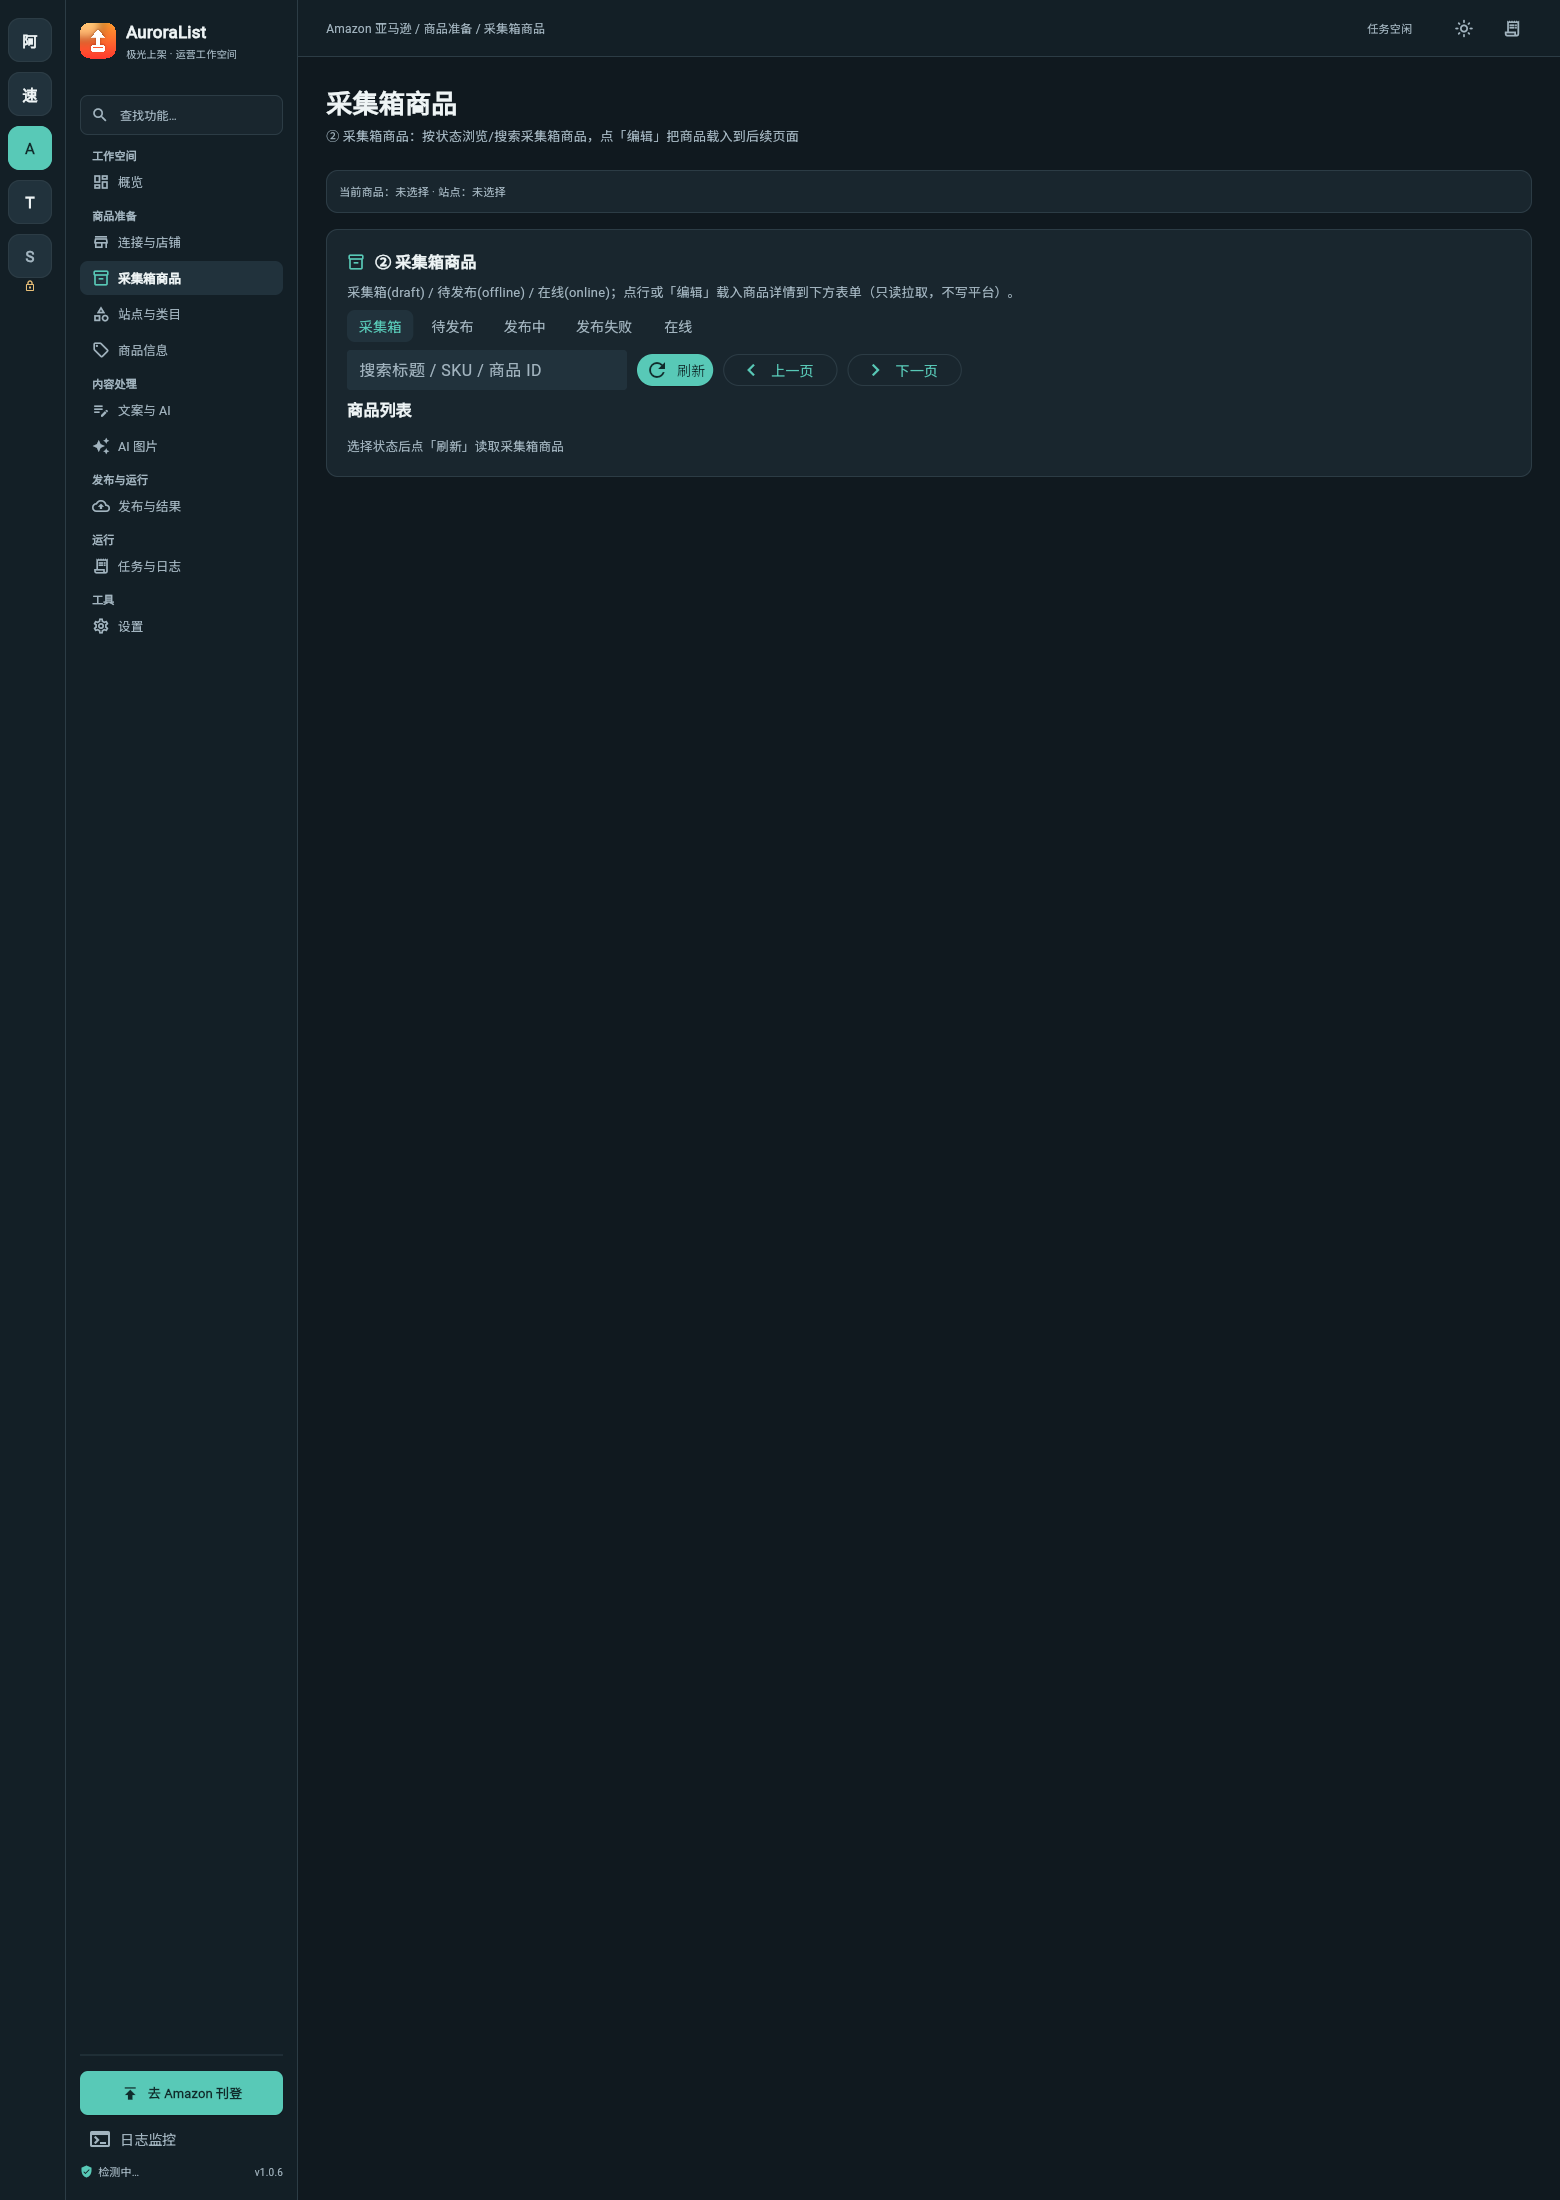 阿
速
A
T
S
AuroraList
极光上架 · 运营工作空间
查找功能...
工作空间
概览
商品准备
连接与店铺
采集箱商品
站点与类目
商品信息
内容处理
文案与 AI
AI 图片
发布与运行
发布与结果
运行
任务与日志
工具
设置
去 Amazon 刊登
日志监控
检测中...
v1.0.6
Amazon 亚马逊 / 商品准备 / 采集箱商品
任务空闲
采集箱商品
② 采集箱商品：按状态浏览/搜索采集箱商品，点「编辑」把商品载入到后续页面
当前商品：未选择 · 站点：未选择
② 采集箱商品
采集箱(draft) / 待发布(offline) / 在线(online)；点行或「编辑」载入商品详情到下方表单（只读拉取，不写平台）。
采集箱 待发布 发布中 发布失败 在线
搜索标题 / SKU / 商品 ID 刷新 上一页 下一页
商品列表
选择状态后点「刷新」读取采集箱商品